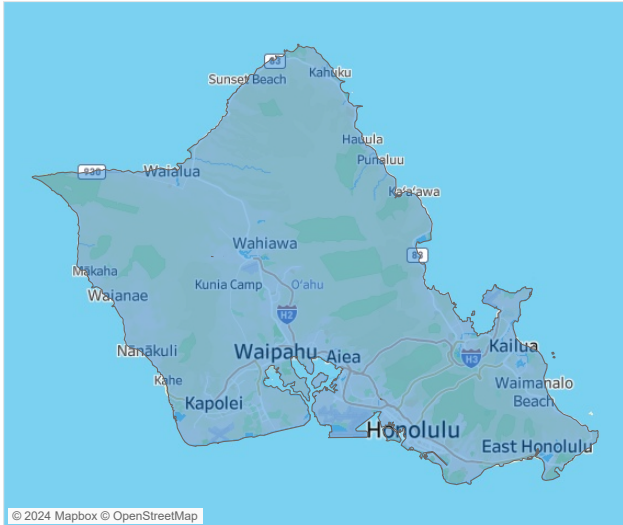 83
Sunset Beach
Kahuku
Hauula
Punaluu
930
Waialua
Ka'a'awa
Wahiawa
83
Mākaha
Kunia Camp
O'ahu
Waianae
H2
Nānākuli
Waipahu
Aiea
Kailua
H3
Kahe
Waimanalo
Beach
Kapolei
Honolulu
East Honolulu
© 2024 Mapbox © OpenStreetMap